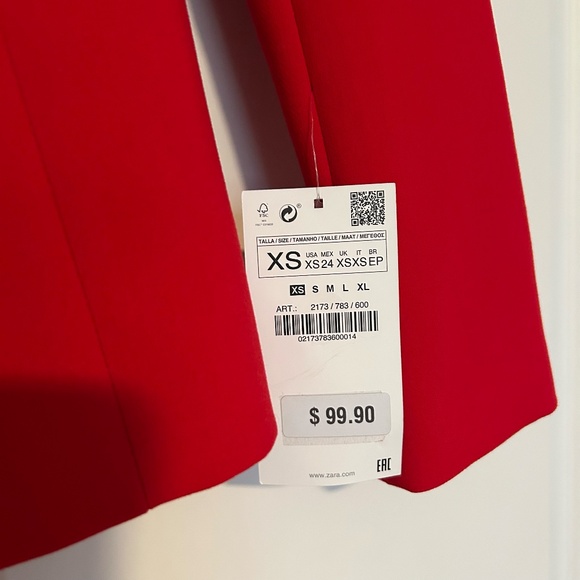 FSC
®
TALLA / SIZE / TAMANHO / TAILLE / MAAT / ΜΕΓΕΘΟΣ
XS USA MEX UK IT BR
XS 24 XS XS EP
XS S M L XL
ART.: 2173 / 783 / 600
02173783600014
$ 99.90
www.zara.com
EAC